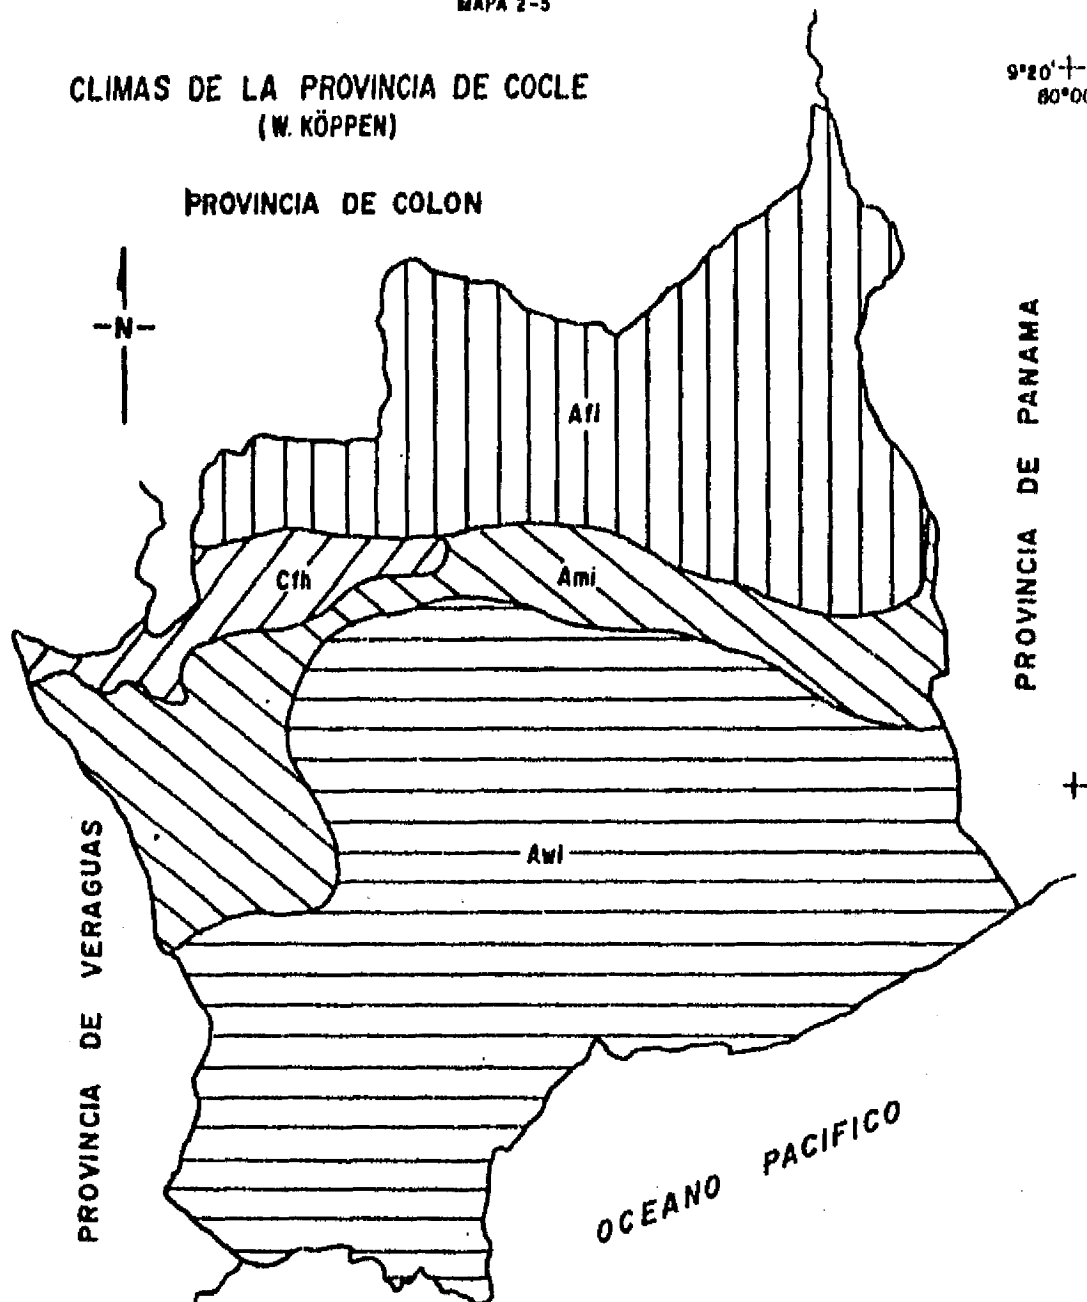 MAPA 2-5
CLIMAS DE LA PROVINCIA DE COCLE
(W. KÖPPEN)
9°20'
80°00
PROVINCIA DE COLON
-N-
PROVINCIA DE PANAMA
Afi
Cfh
Ami
Awi
PROVINCIA DE VERAGUAS
OCEANO PACIFICO